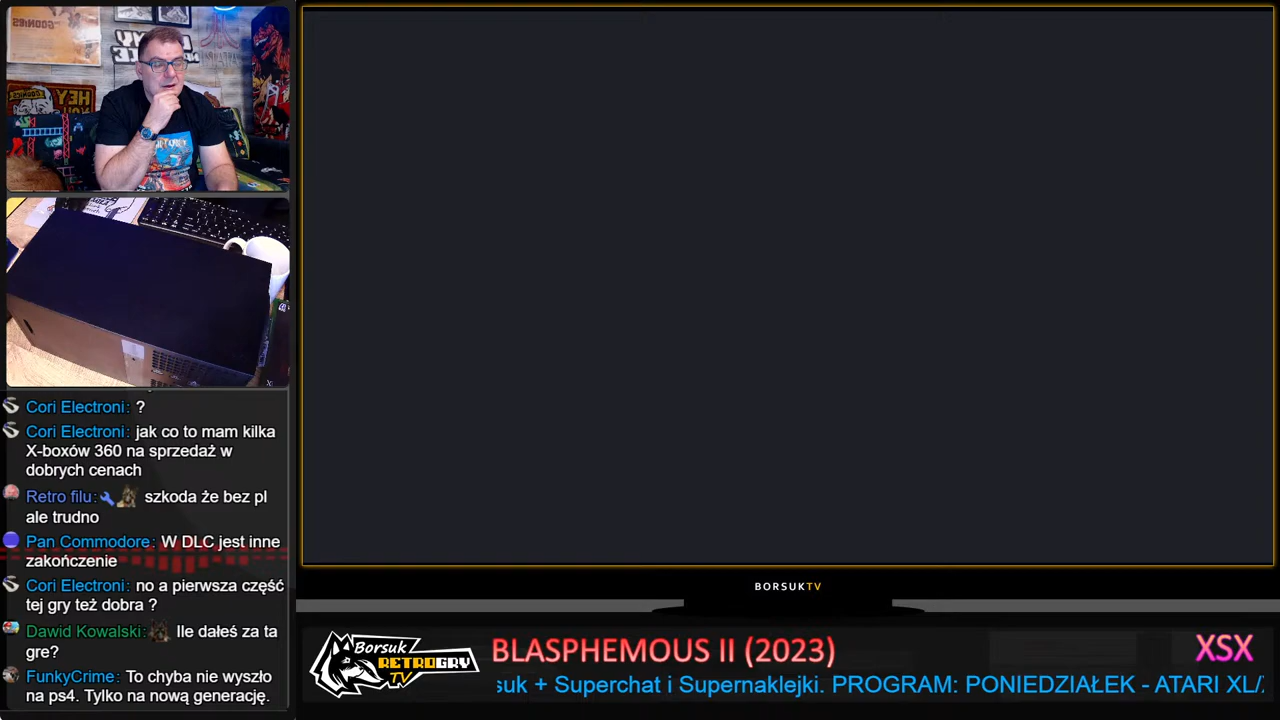 HEY
YOU
Cori Electroni: ?
Cori Electroni: jak co to mam kilka
X-boxów 360 na sprzedaż w
dobrych cenach
Retro filu: szkoda że bez pl
ale trudno
Pan Commodore: W DLC jest inne
zakończenie
Cori Electroni: no a pierwsza część
tej gry też dobra ?
Dawid Kowalski: Ile dałeś za ta
gre?
FunkyCrime: To chyba nie wyszło
na ps4. Tylko na nową generację.
BORSUKTV
Borsuk
RETROGRY
TV
BLASPHEMOUS II (2023)
XSX
suk + Superchat i Supernaklejki. PROGRAM: PONIEDZIAŁEK - ATARI XL/